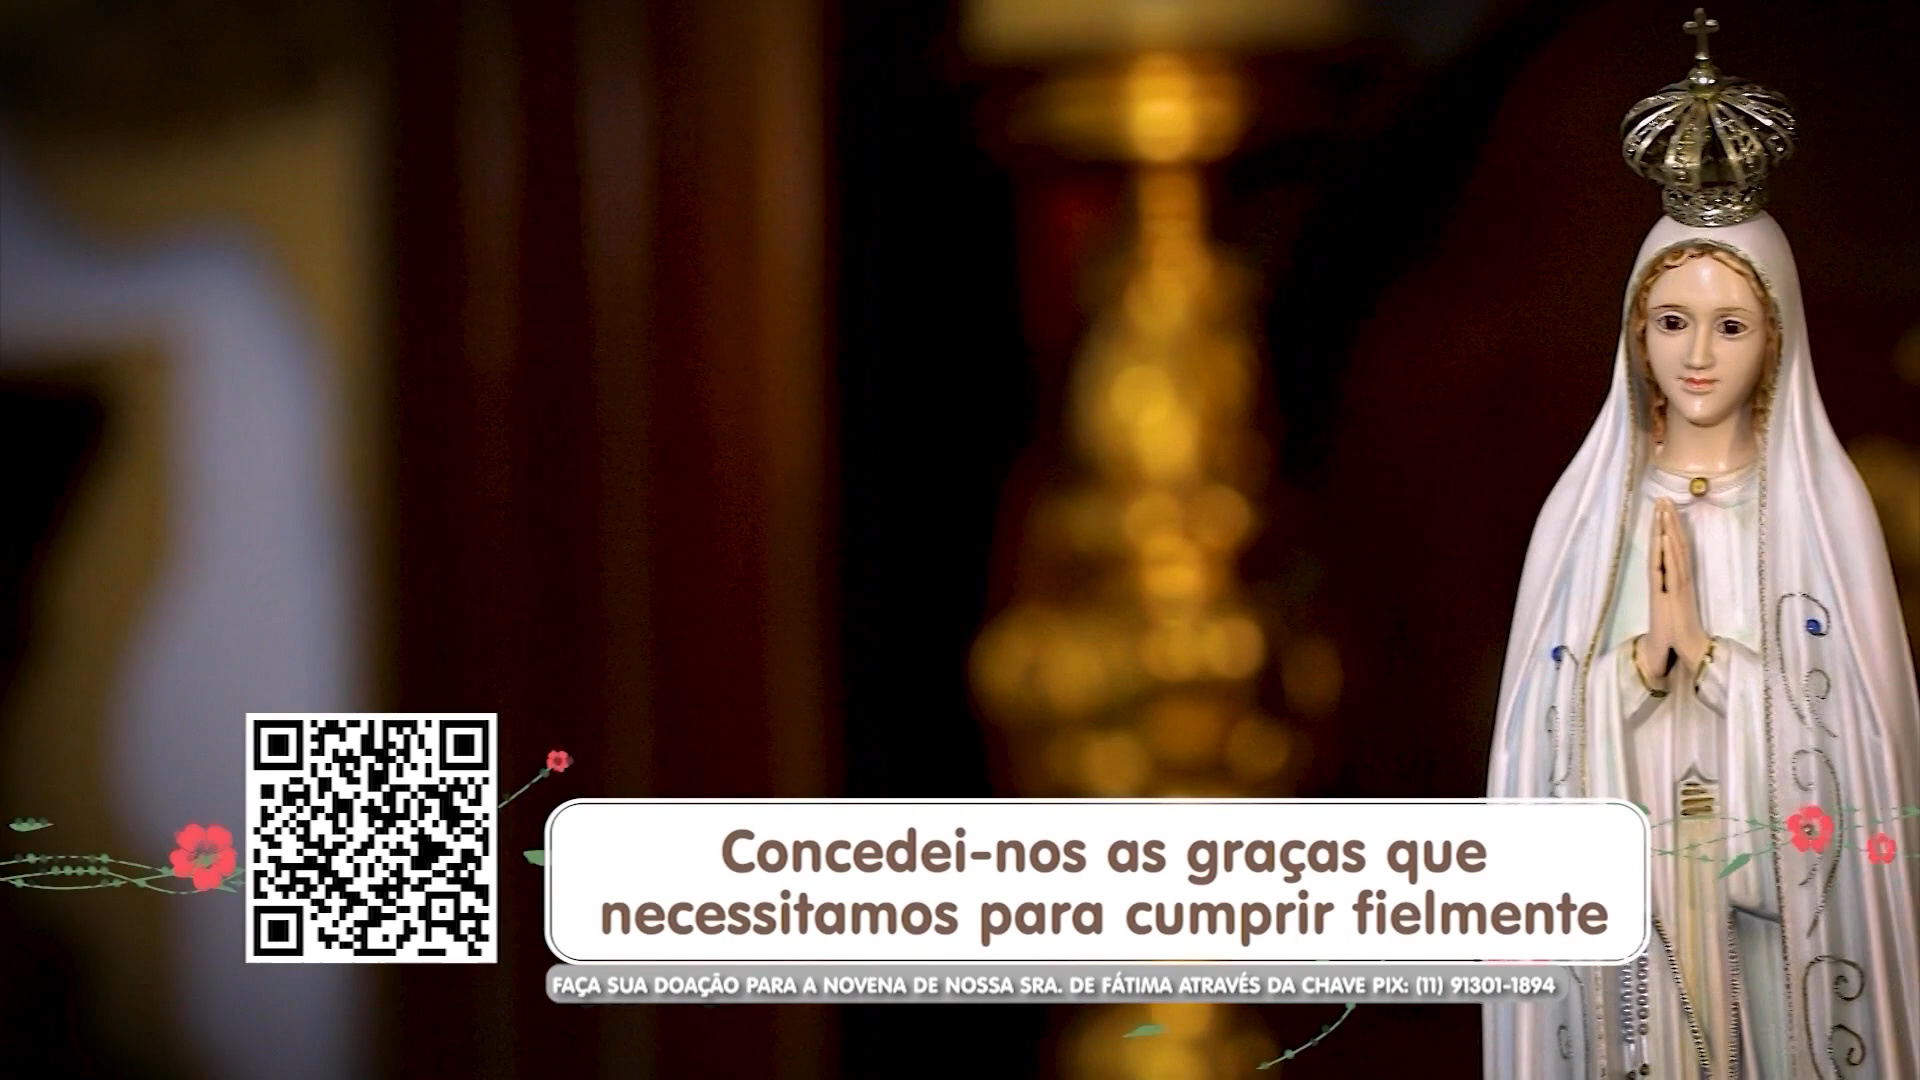 Concedei-nos as graças que
necessitamos para cumprir fielmente
FAÇA SUA DOAÇÃO PARA A NOVENA DE NOSSA SRA. DE FÁTIMA ATRAVÉS DA CHAVE PIX: (11) 91301-1894